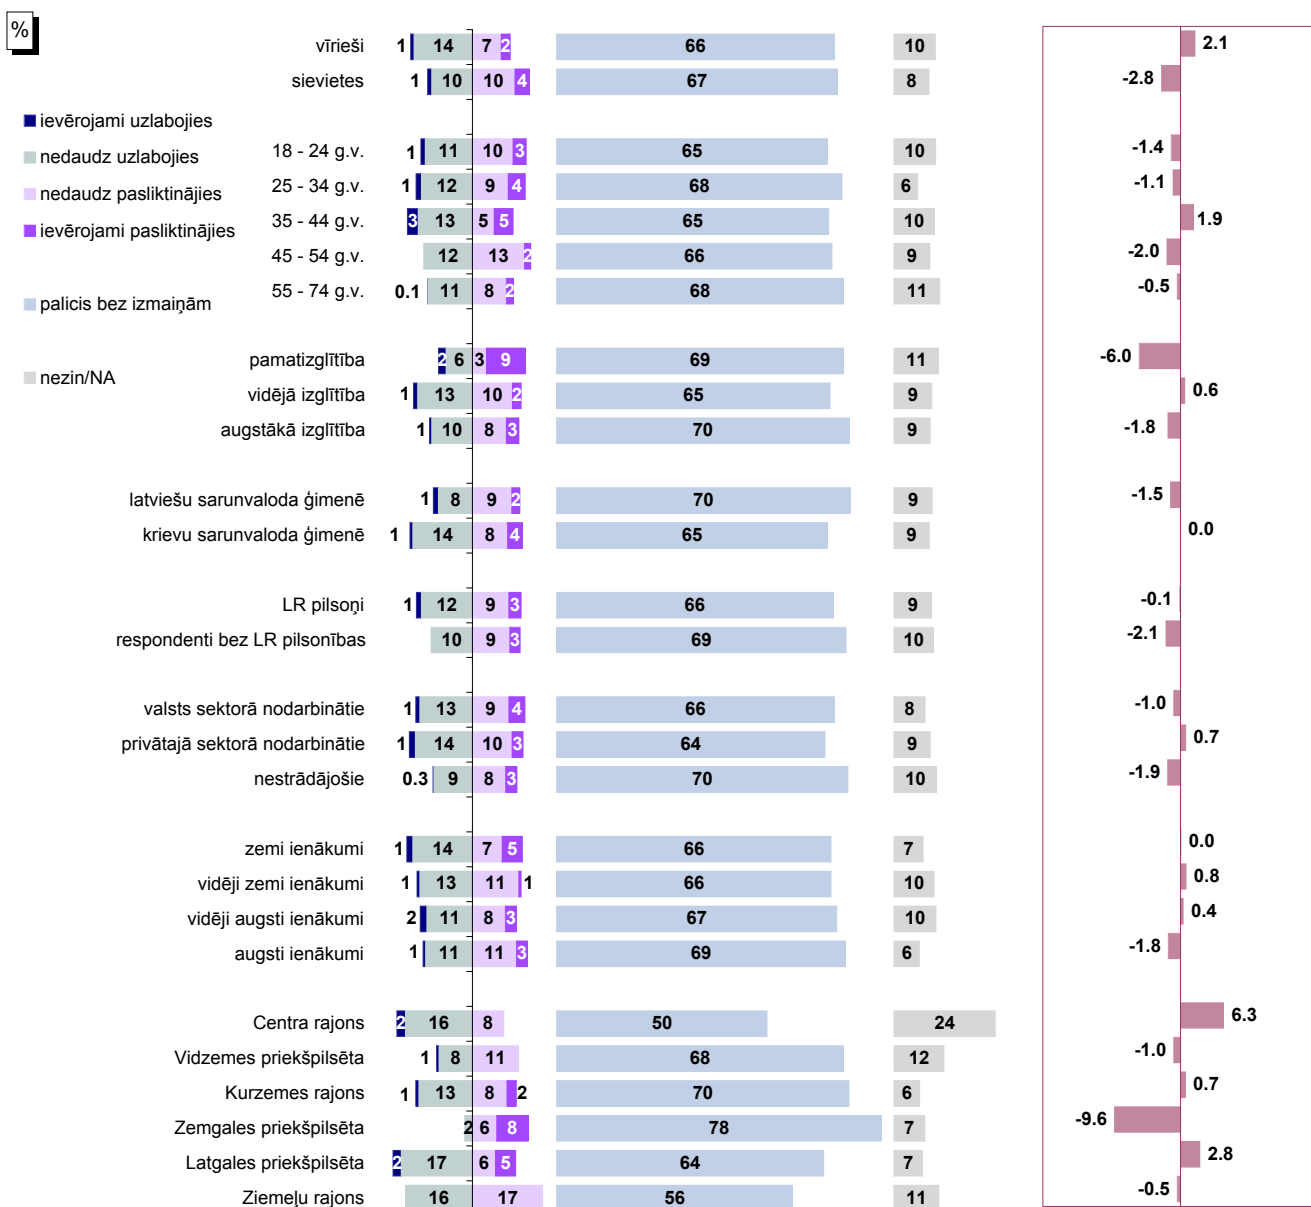 %
vīrieši 1 14 7 2 66 10 2.1
sievietes 1 10 10 4 67 8 -2.8
ievērojami uzlabojies
nedaudz uzlabojies
nedaudz pasliktinājies
ievērojami pasliktinājies
palicis bez izmaiņām
nezin/NA
18 - 24 g.v. 1 11 10 3 65 10 -1.4
25 - 34 g.v. 1 12 9 4 68 6 -1.1
35 - 44 g.v. 3 13 5 5 65 10 1.9
45 - 54 g.v. 12 13 2 66 9 -2.0
55 - 74 g.v. 0.1 11 8 2 68 11 -0.5
pamatizglītība 2 6 3 9 69 11 -6.0
vidējā izglītība 1 13 10 2 65 9 0.6
augstākā izglītība 1 10 8 3 70 9 -1.8
latviešu sarunvaloda ģimenē 1 8 9 2 70 9 -1.5
krievu sarunvaloda ģimenē 1 14 8 4 65 9 0.0
LR pilsoņi 1 12 9 3 66 9 -0.1
respondenti bez LR pilsonības 10 9 3 69 10 -2.1
valsts sektorā nodarbinātie 1 13 9 4 66 8 -1.0
privātajā sektorā nodarbinātie 1 14 10 3 64 9 0.7
nestrādājošie 0.3 9 8 3 70 10 -1.9
zemi ienākumi 1 14 7 5 66 7 0.0
vidēji zemi ienākumi 1 13 11 1 66 10 0.8
vidēji augsti ienākumi 2 11 8 3 67 10 0.4
augsti ienākumi 1 11 11 3 69 6 -1.8
Centra rajons 2 16 8 50 24 6.3
Vidzemes priekšpilsēta 1 8 11 68 12 -1.0
Kurzemes rajons 1 13 8 2 70 6 0.7
Zemgales priekšpilsēta 2 6 8 78 7 -9.6
Latgales priekšpilsēta 2 17 6 5 64 7 2.8
Ziemeļu rajons 16 17 56 11 -0.5